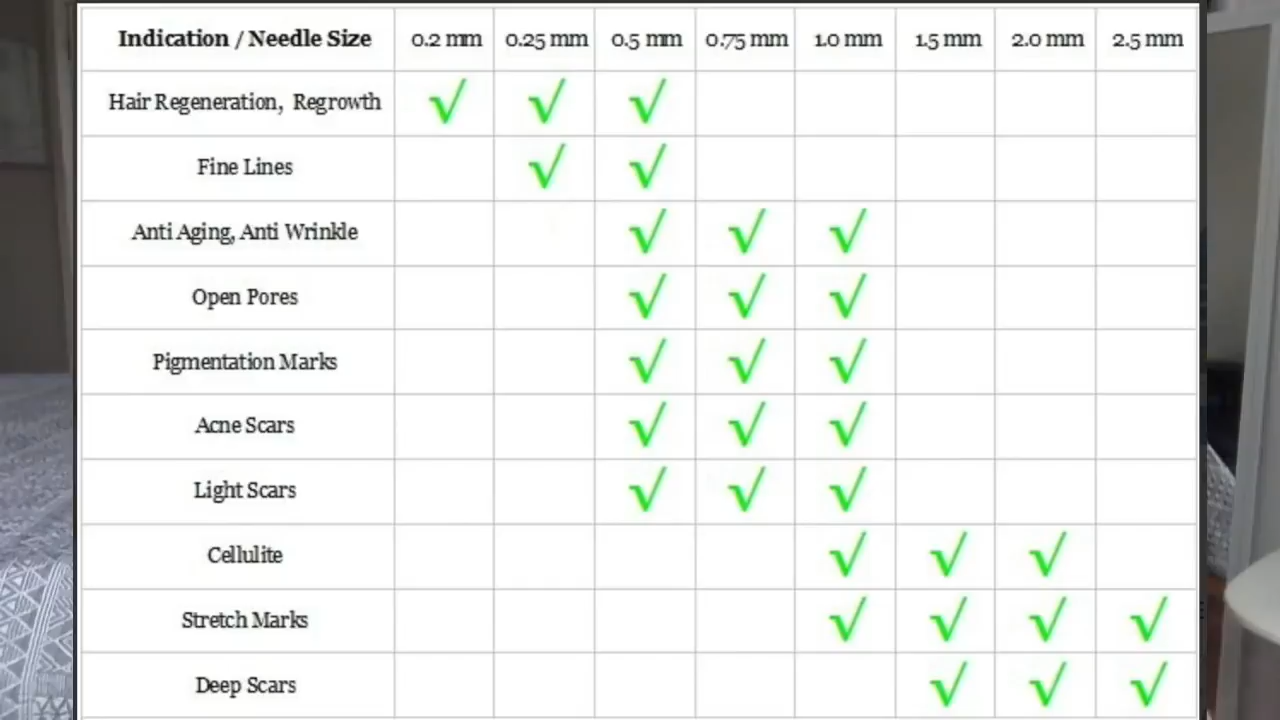 Indication / Needle Size 0.2 mm 0.25 mm 0.5 mm 0.75 mm 1.0 mm 1.5 mm 2.0 mm 2.5 mm
Hair Regeneration, Regrowth √ √ √
Fine Lines √ √
Anti Aging, Anti Wrinkle √ √ √
Open Pores √ √ √
Pigmentation Marks √ √ √
Acne Scars √ √ √
Light Scars √ √ √
Cellulite √ √ √
Stretch Marks √ √ √ √
Deep Scars √ √ √